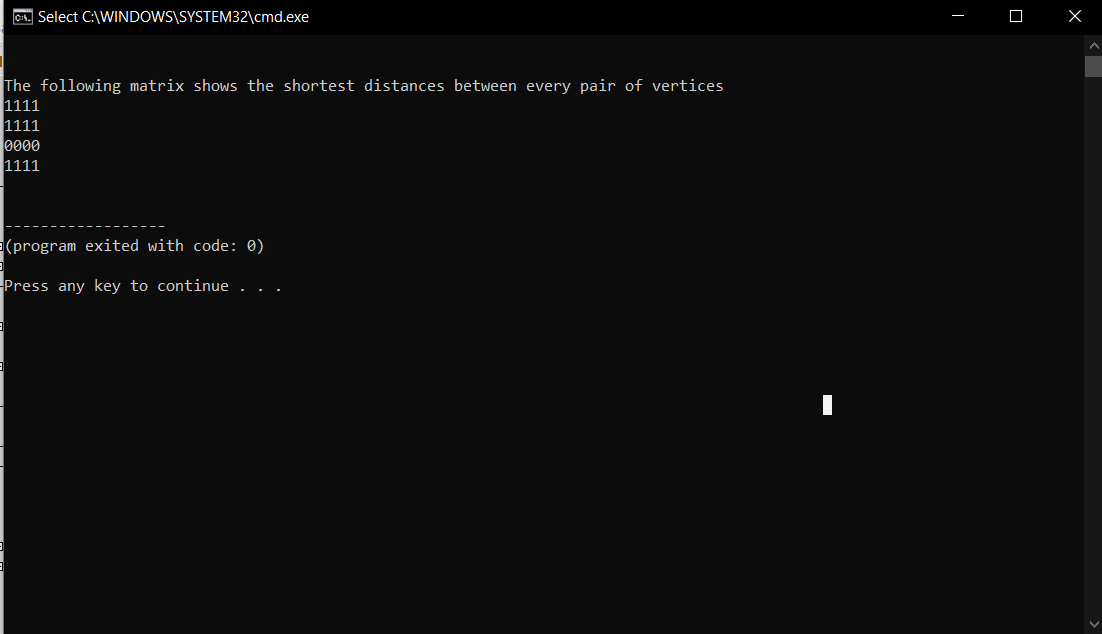 Select C:\WINDOWS\SYSTEM32\cmd.exe
The following matrix shows the shortest distances between every pair of vertices
1111
1111
0000
1111
------------------
(program exited with code: 0)
Press any key to continue . . .